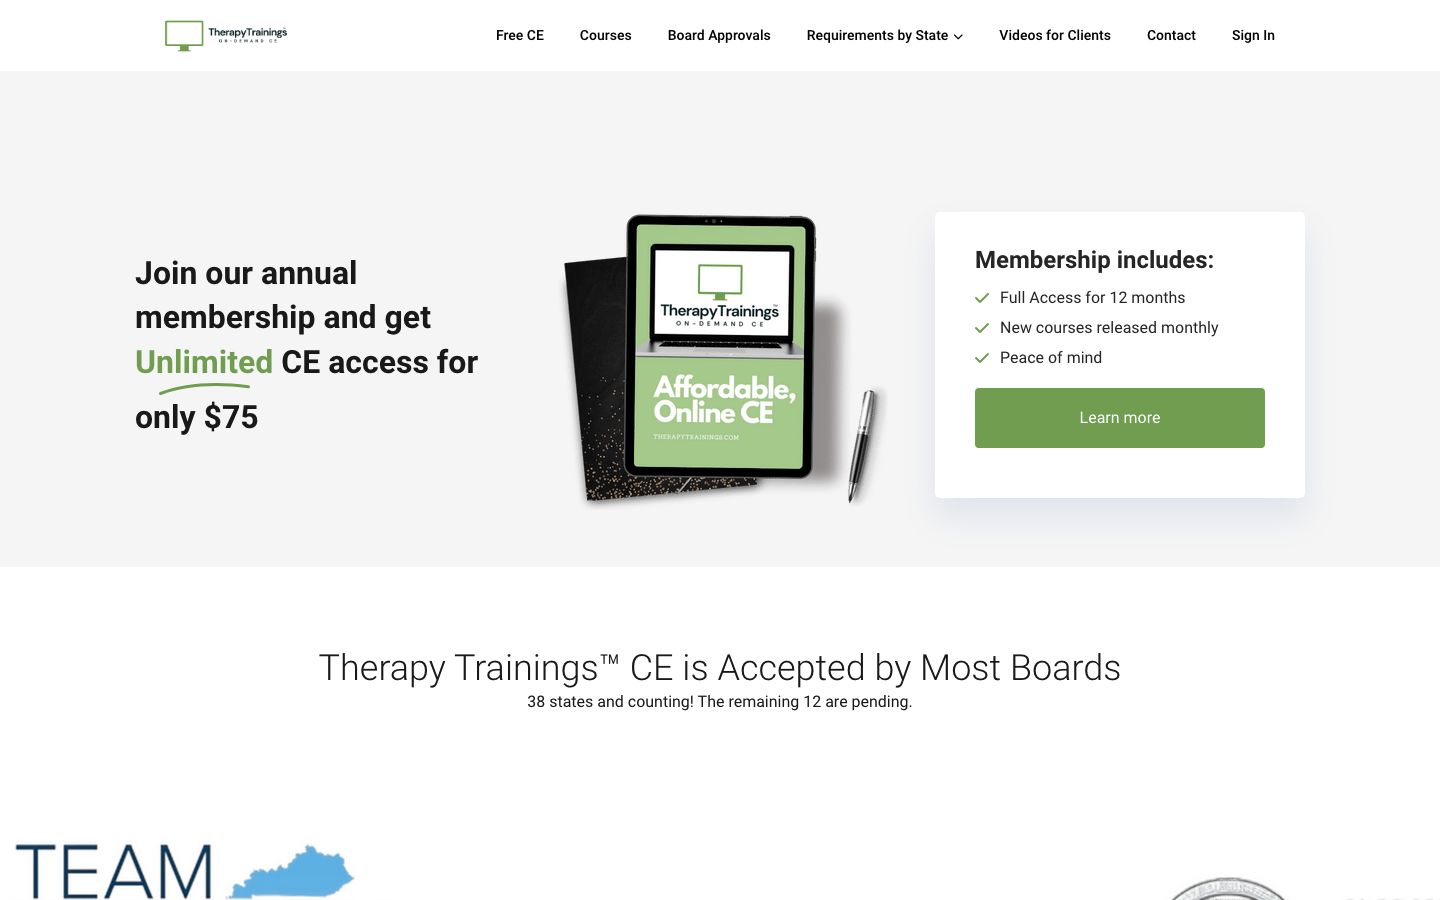 TherapyTrainings
ON-DEMAND CE
Free CE
Courses
Board Approvals
Requirements by State
Videos for Clients
Contact
Sign In
Join our annual
membership and get
Unlimited CE access for
only $75
TherapyTrainings™
ON-DEMAND CE
Affordable,
Online CE
THERAPYTRAININGS.COM
Membership includes:
Full Access for 12 months
New courses released monthly
Peace of mind
Learn more
Therapy Trainings™ CE is Accepted by Most Boards
38 states and counting! The remaining 12 are pending.
TEAM